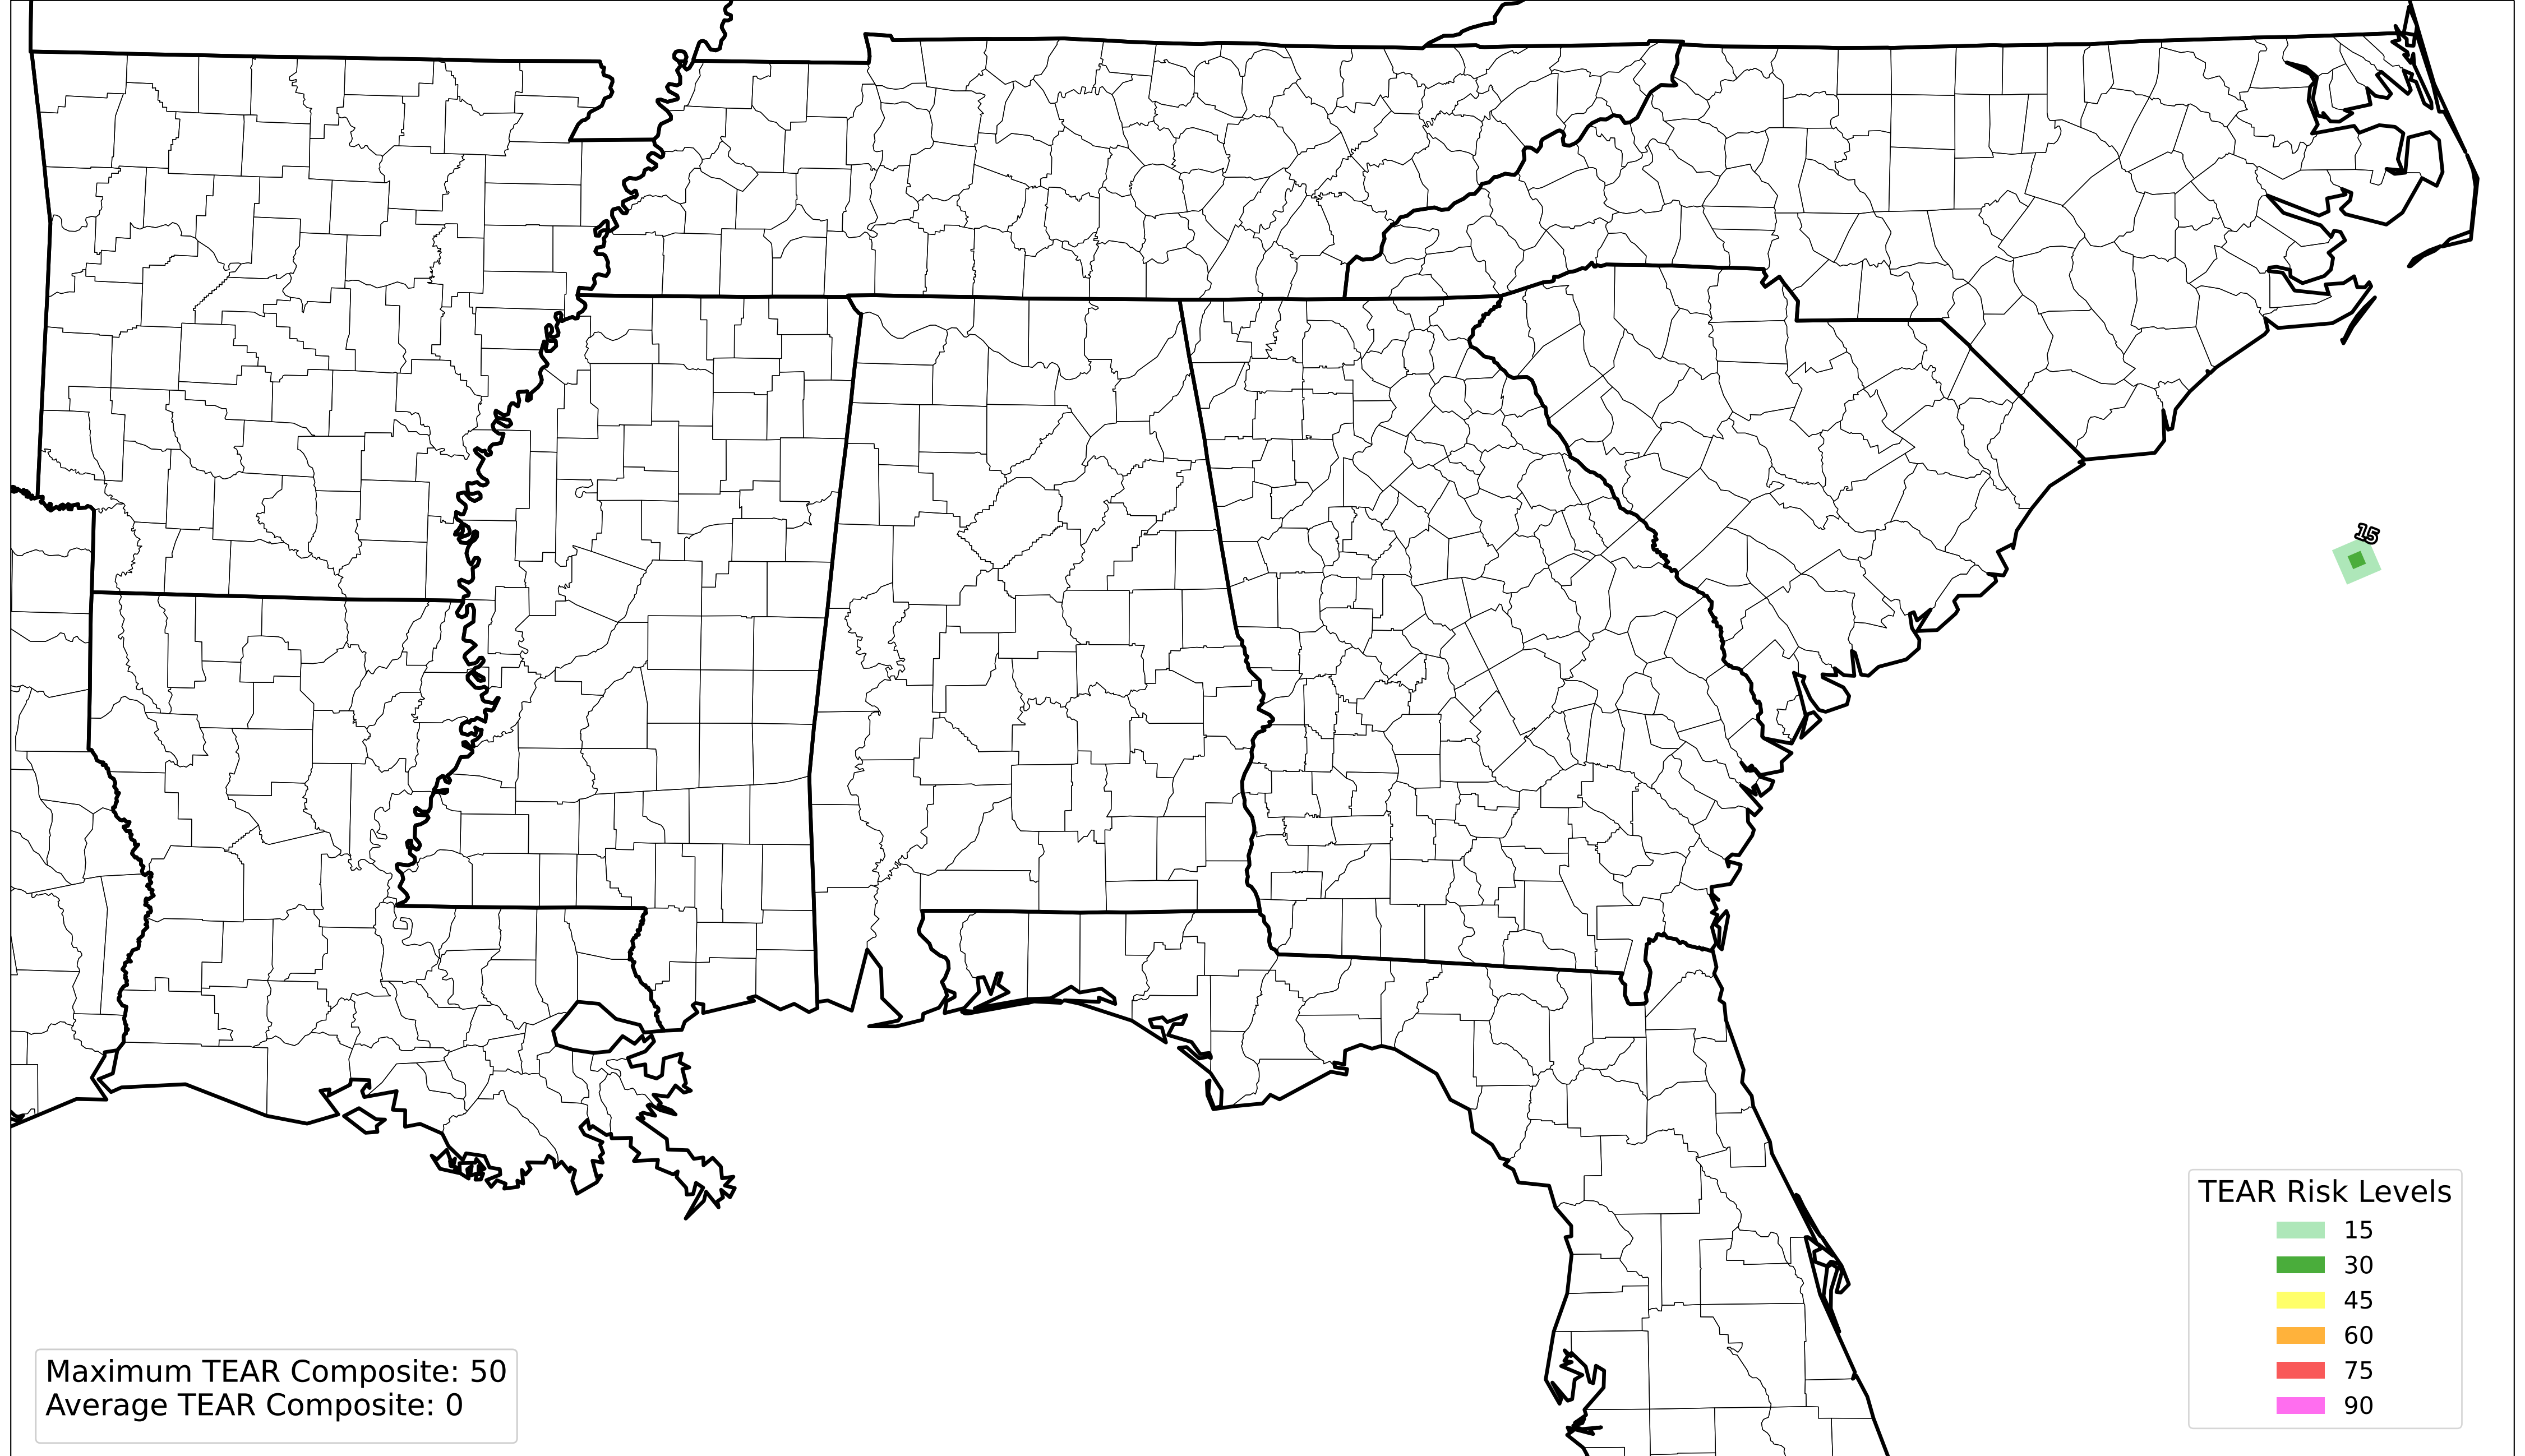 15
TEAR Risk Levels
15
30
45
60
75
90
Maximum TEAR Composite: 50
Average TEAR Composite: 0